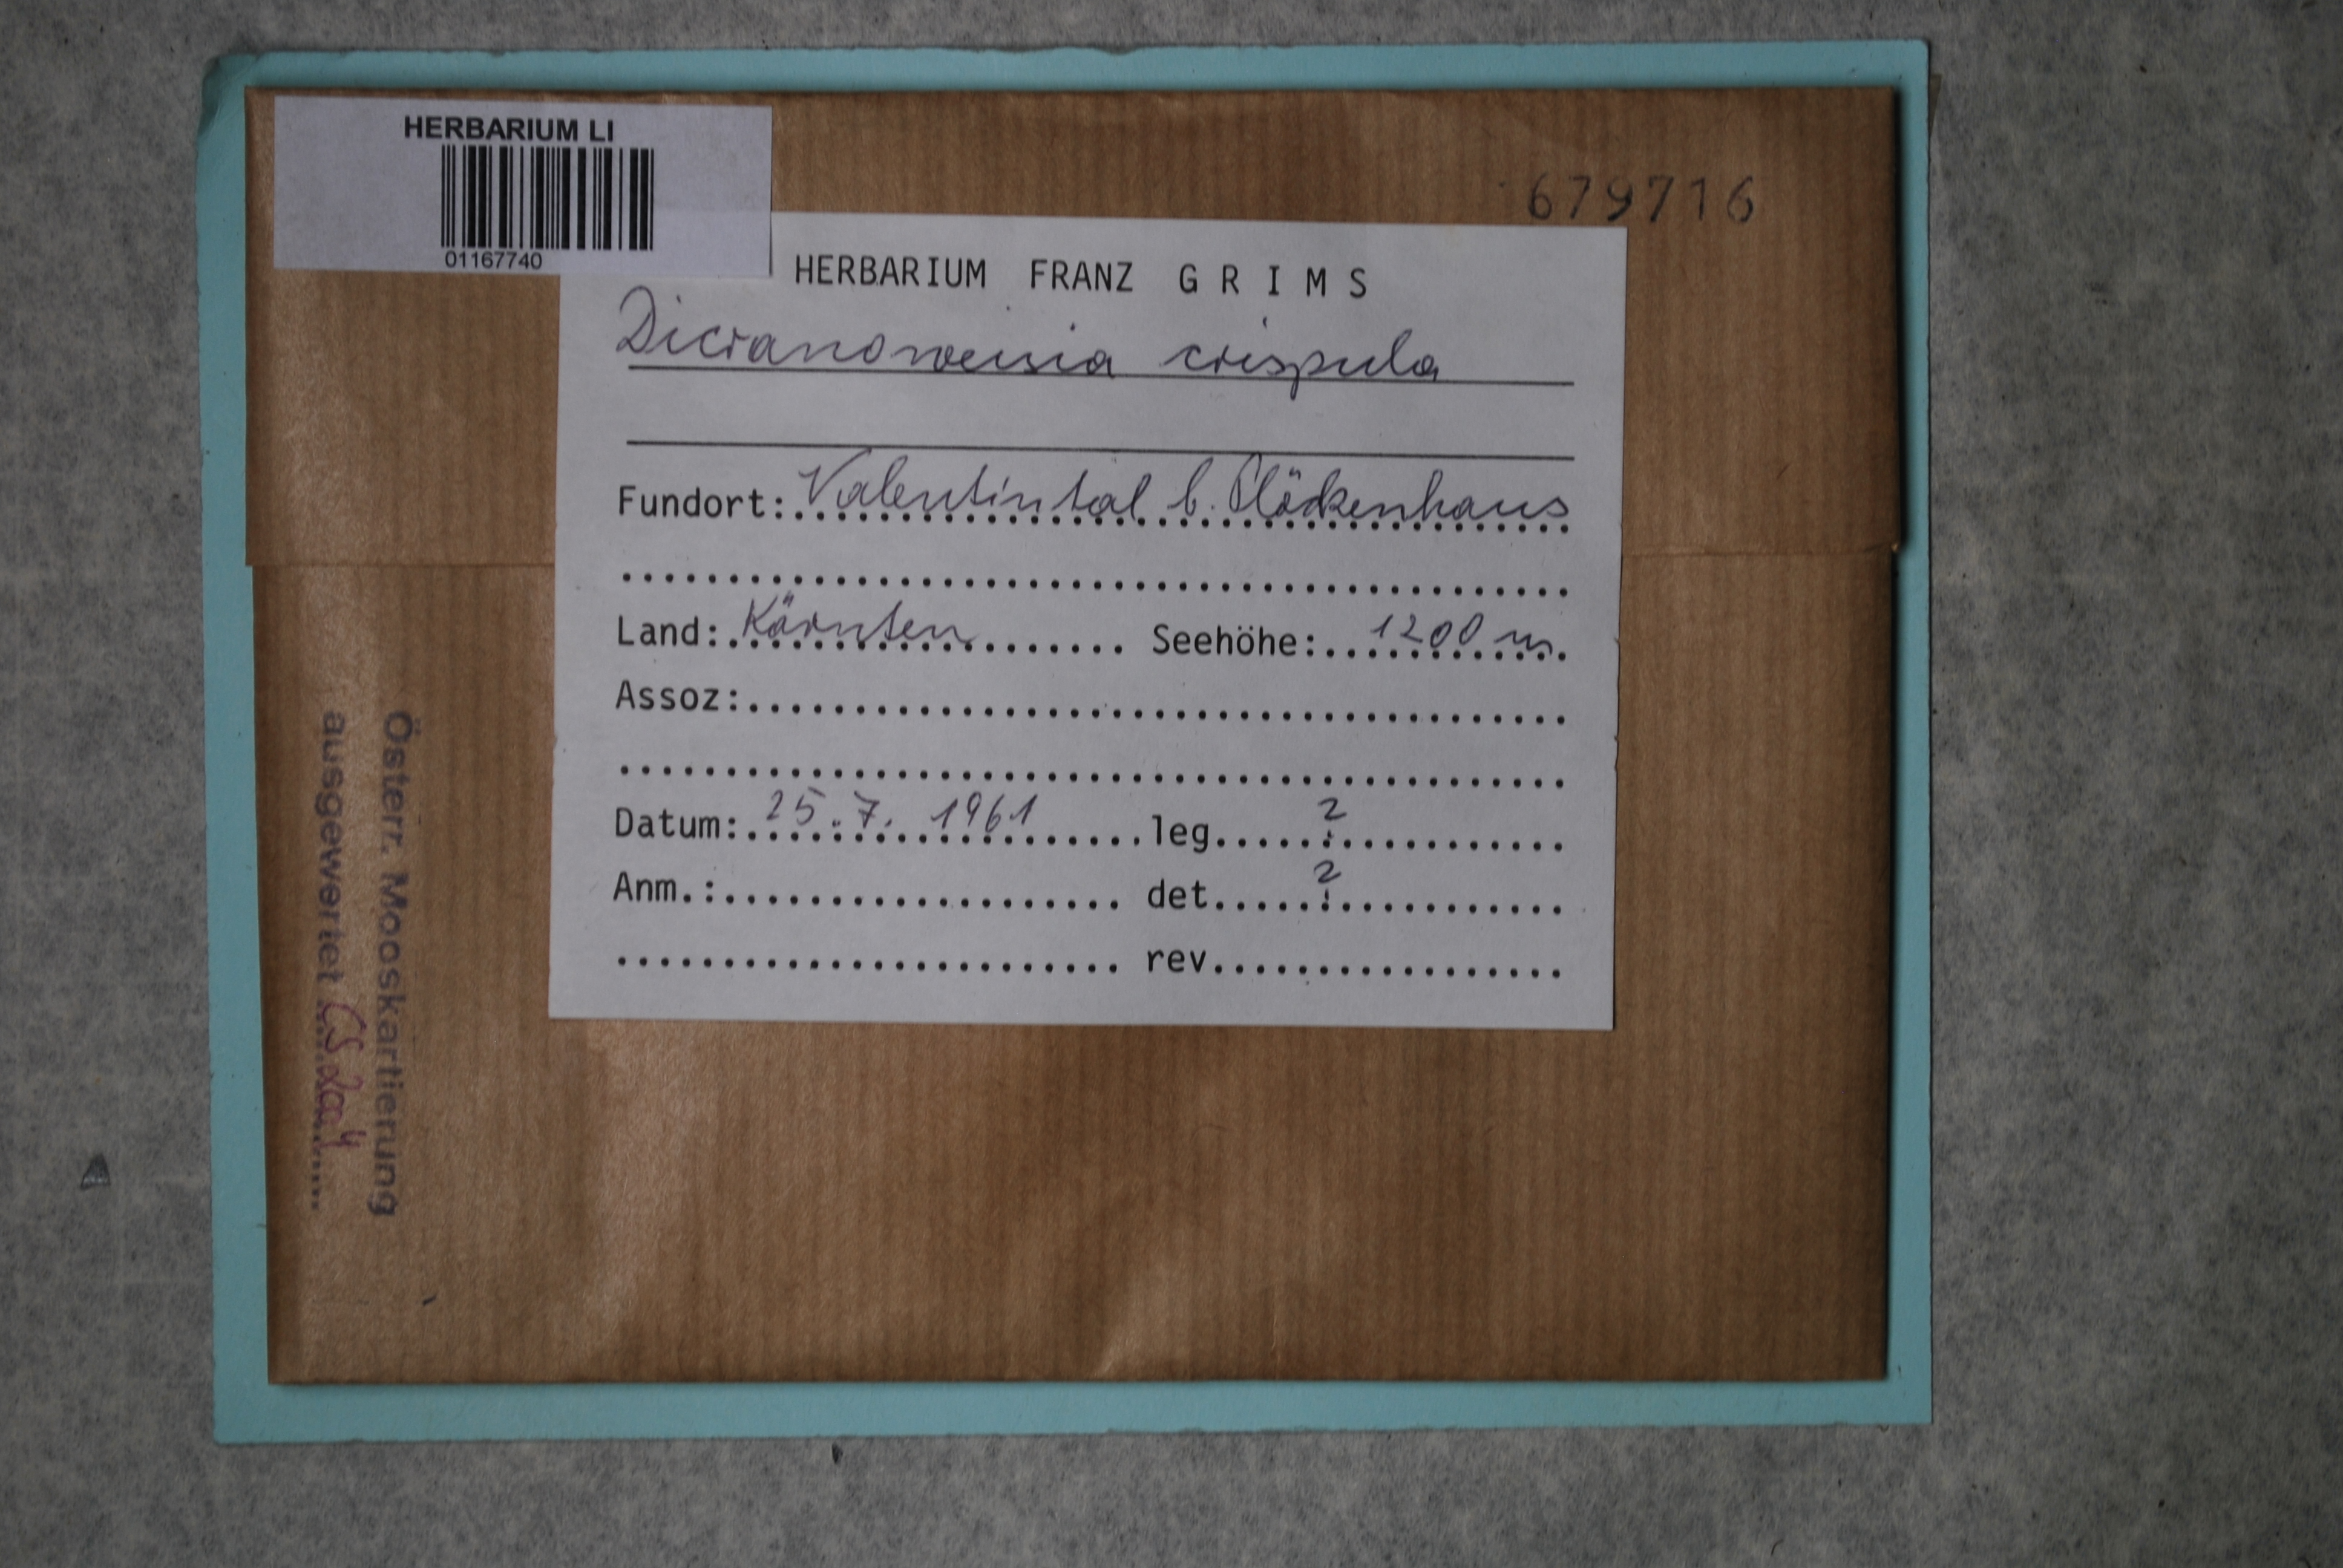 HERBARIUM LI
01167740
679716
HERBARIUM FRANZ GRIMS
Dicranoweisia crispula
Fundort: Valentintal b. Plöckenhaus
Land: Kärnten Seehöhe: 1200 m
Assoz:
Datum: 25.7. 1961 leg. ?
Anm.: det. ?
rev.
Österr. Mooskartierung
ausgewertet